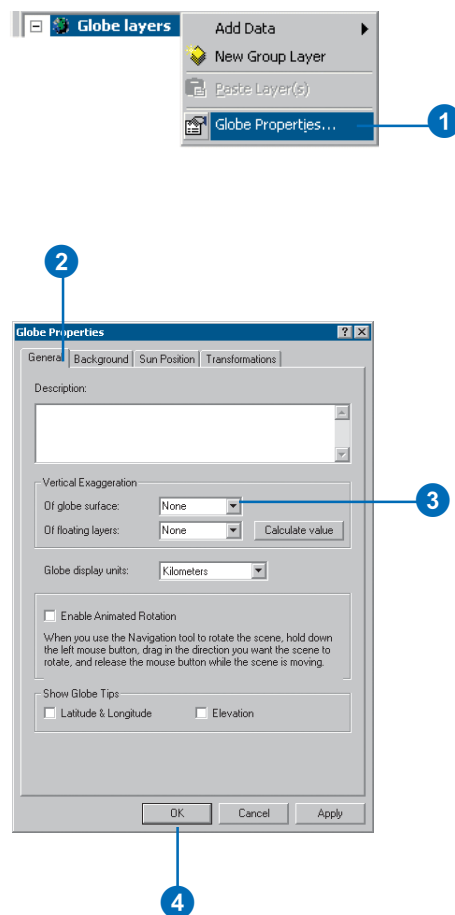 Globe layers
Add Data
New Group Layer
Paste Layer(s)
Globe Properties...
1
2
Globe Properties
General Background Sun Position Transformations
Description:
Vertical Exaggeration
Of globe surface: None
3
Of floating layers: None Calculate value
Globe display units: Kilometers
Enable Animated Rotation
When you use the Navigation tool to rotate the scene, hold down
the left mouse button, drag in the direction you want the scene to
rotate, and release the mouse button while the scene is moving.
Show Globe Tips
Latitude & Longitude Elevation
OK Cancel Apply
4